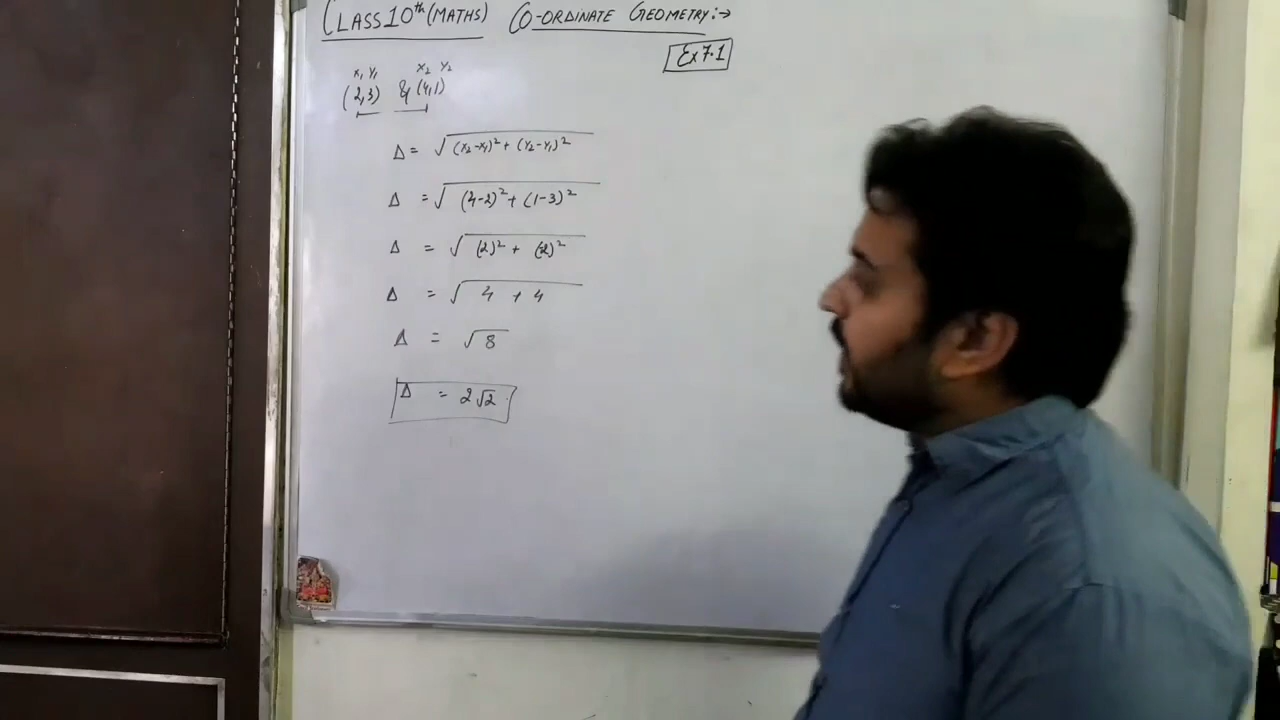 CLASS 10th (MATHS) CO-ORDINATE GEOMETRY:→
Ex 7.1
x₁ y₁ x₂ y₂
(2,3) & (4,1)
Δ = √(x₂-x₁)² + (y₂-y₁)²
Δ = √(4-2)² + (1-3)²
Δ = √(2)² + (-2)²
Δ = √4 + 4
Δ = √8
Δ = 2√2